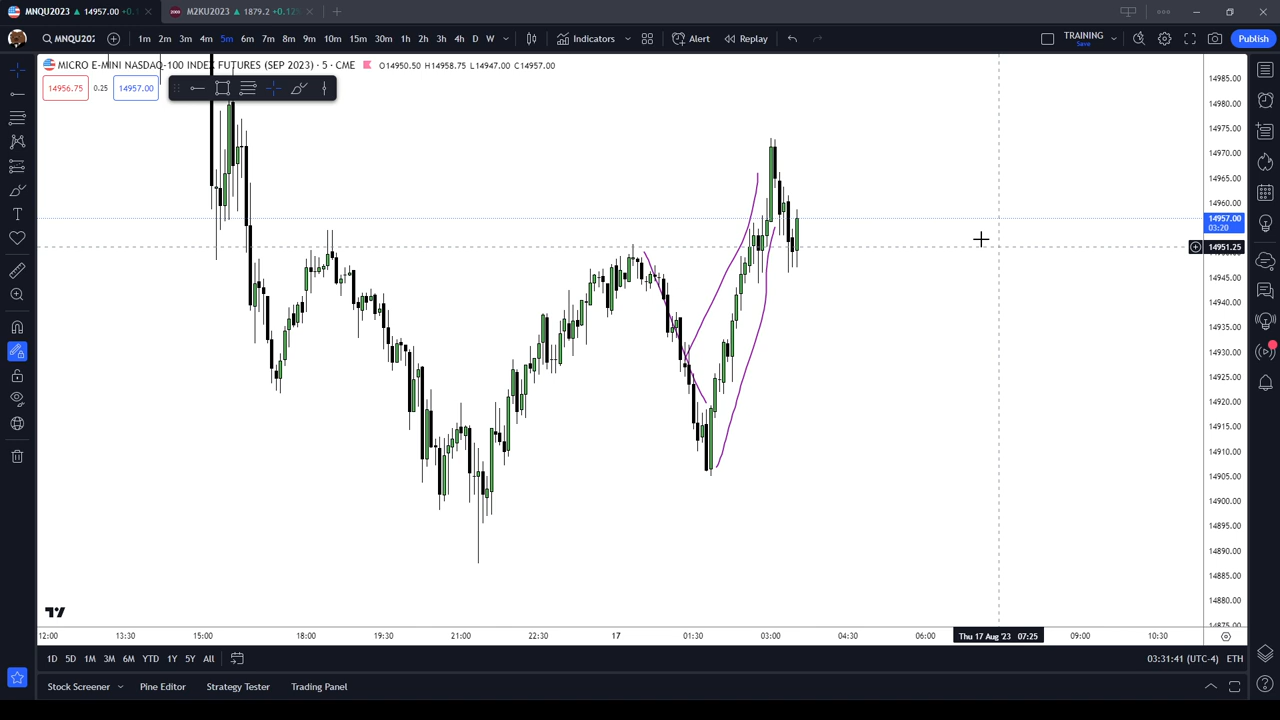 MNQU2023 ▲ 14957.00 +0.1
M2KU2023 ▲ 1879.2 +0.12%
MNQU202 1m 2m 3m 4m 5m 6m 7m 8m 9m 10m 15m 30m 1h 2h 3h 4h D W Indicators Alert Replay TRAINING Save Publish
MICRO E-MINI NASDAQ-100 INDEX FUTURES (SEP 2023) · 5 · CME O14950.50 H14958.75 L14947.00 C14957.00
14956.75 0.25 14957.00
14985.00
14980.00
14975.00
14970.00
14965.00
14960.00
14957.00
03:20
14951.25
14945.00
14940.00
14935.00
14930.00
14925.00
14920.00
14915.00
14910.00
14905.00
14900.00
14895.00
14890.00
14885.00
14880.00
12:00 13:30 15:00 18:00 19:30 21:00 22:30 17 01:30 03:00 04:30 06:00 Thu 17 Aug '23 07:25 09:00 10:30
1D 5D 1M 3M 6M YTD 1Y 5Y All 03:31:41 (UTC-4) ETH
Stock Screener Pine Editor Strategy Tester Trading Panel